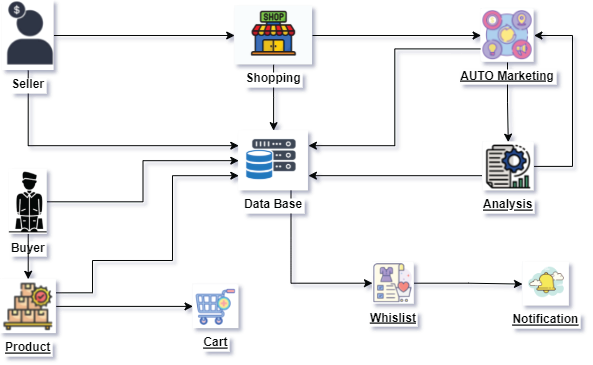 $
SHOP
Seller
Shopping
AUTO Marketing
Data Base
Analysis
Buyer
Product
Cart
Whislist
Notification